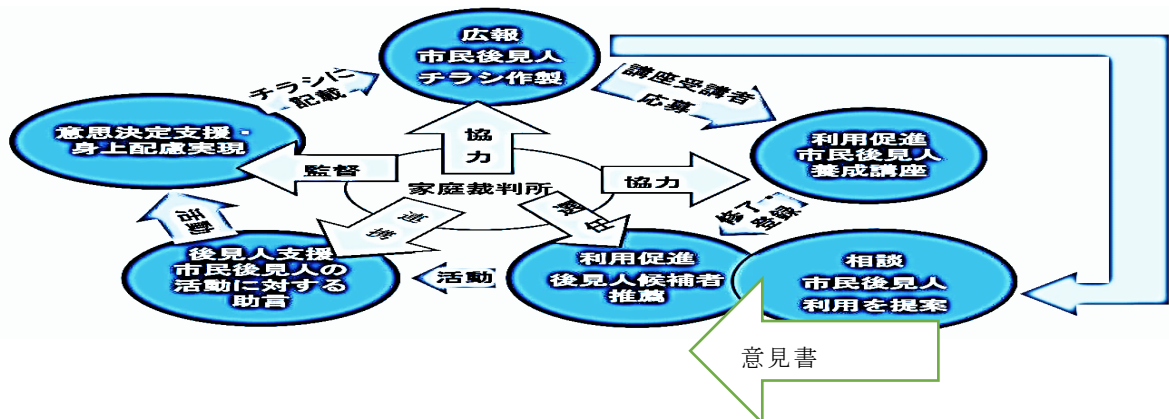 広報
市民後見人
チラシ作製
チラシに
記載
講座受講者
応募
意思決定支援・
身上配慮実現
協
力
利用促進
市民後見人
養成講座
監督
協力
家庭裁判所
修了・
登録
連携
選任
活動
後見人支援
市民後見人の
活動に対する
助言
活動
利用促進
後見人候補者
推薦
相談
市民後見人
利用を提案
意見書